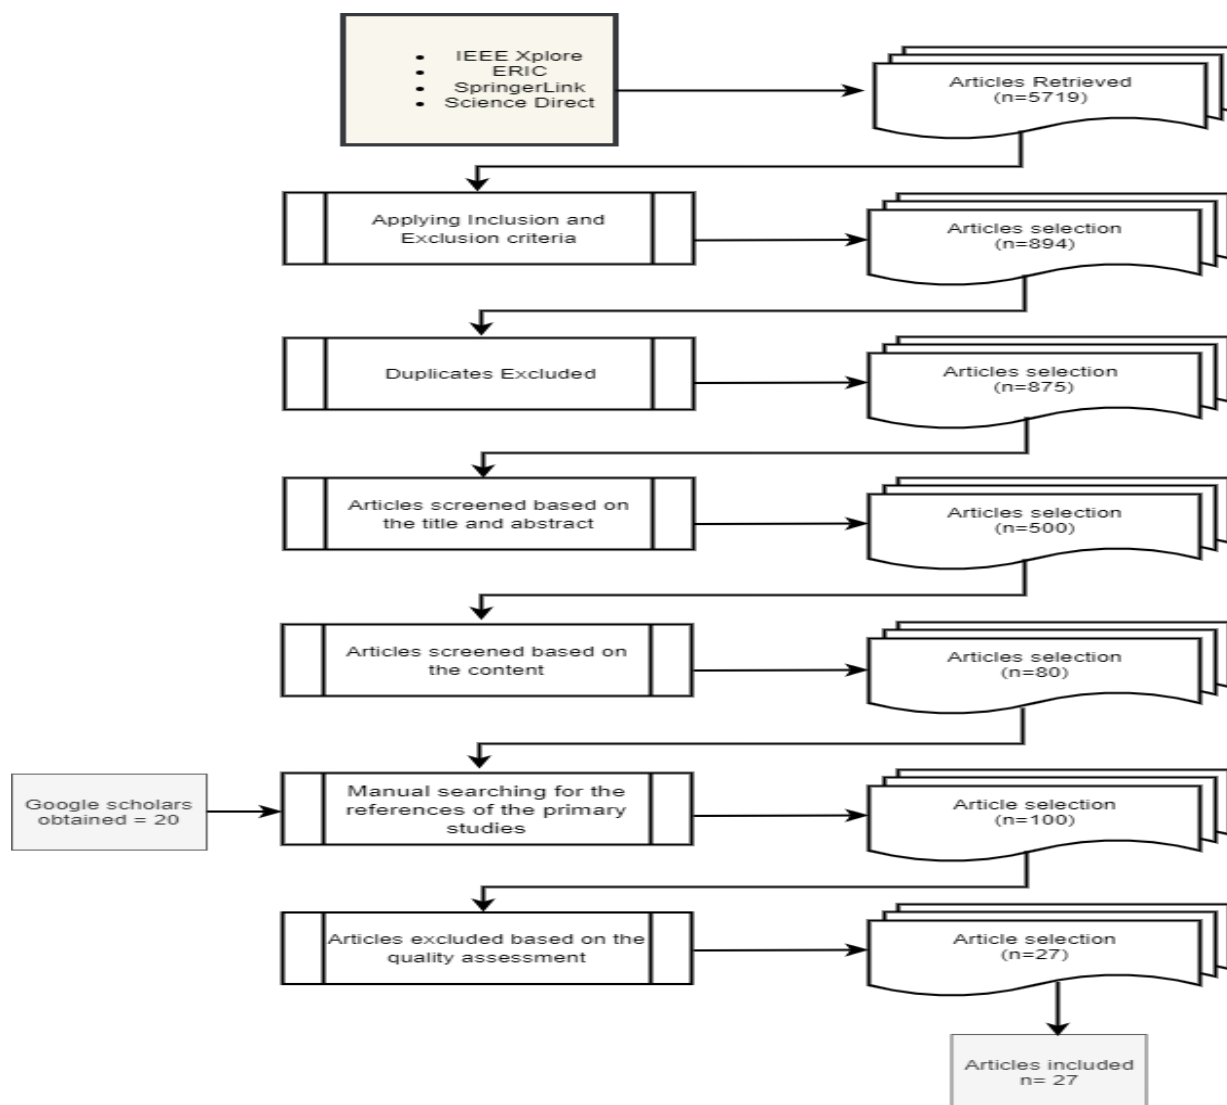 IEEE Xplore
ERIC
SpringerLink
Science Direct
Articles Retrieved
(n=5719)
Applying Inclusion and
Exclusion criteria
Articles selection
(n=894)
Duplicates Excluded
Articles selection
(n=875)
Articles screened based on
the title and abstract
Articles selection
(n=500)
Articles screened based on
the content
Articles selection
(n=80)
Google scholars
obtained = 20
Manual searching for the
references of the primary
studies
Article selection
(n=100)
Articles excluded based on the
quality assessment
Article selection
(n=27)
Articles included
n= 27